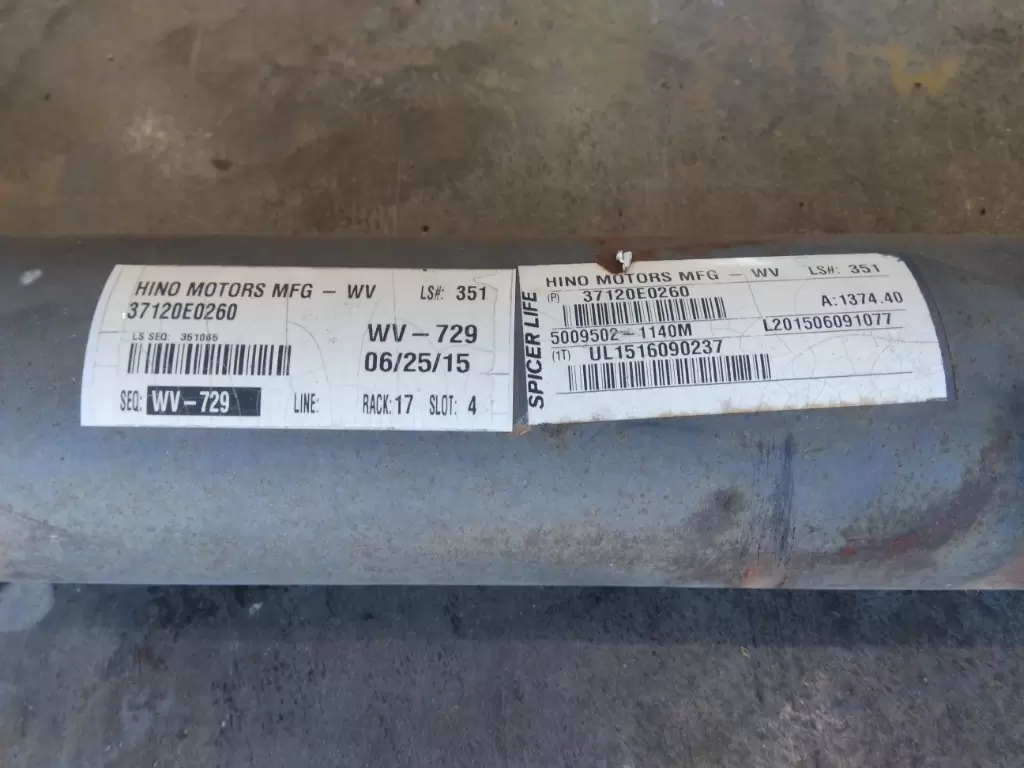 HINO MOTORS MFG - WV LS#: 351
37120E0260
WV-729
LS SEQ: 351085
06/25/15
SEQ: WV-729 LINE: RACK: 17 SLOT: 4
SPICER LIFE
HINO MOTORS MFG - WV LS#: 351
(P) 37120E0260
A:1374.40
5009502-1140M L201506091077
(1T) UL1516090237